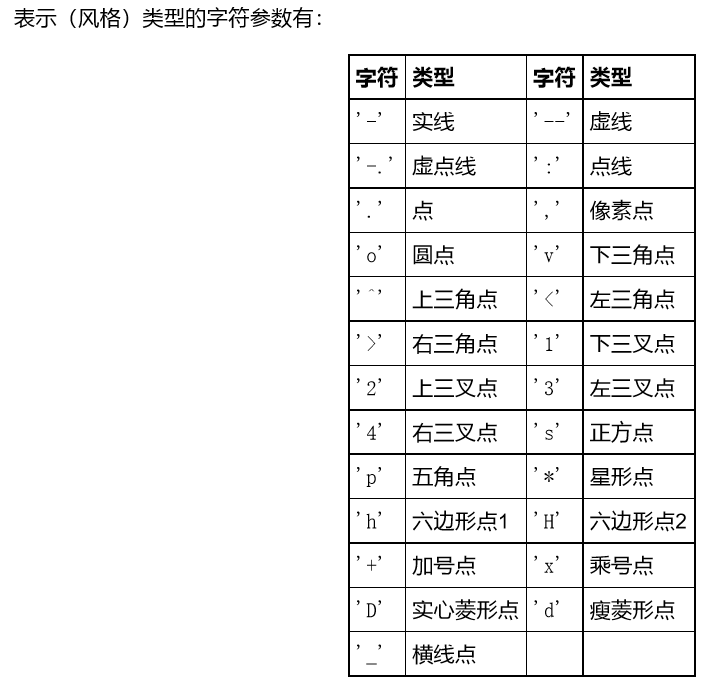 表示（风格）类型的字符参数有：
字符 类型 字符 类型
'-' 实线 '--' 虚线
'-.' 虚点线 ':' 点线
'.' 点 ',' 像素点
'o' 圆点 'v' 下三角点
'^' 上三角点 '<' 左三角点
'>' 右三角点 '1' 下三叉点
'2' 上三叉点 '3' 左三叉点
'4' 右三叉点 's' 正方点
'p' 五角点 '*' 星形点
'h' 六边形点1 'H' 六边形点2
'+' 加号点 'x' 乘号点
'D' 实心菱形点 'd' 瘦菱形点
'_' 横线点